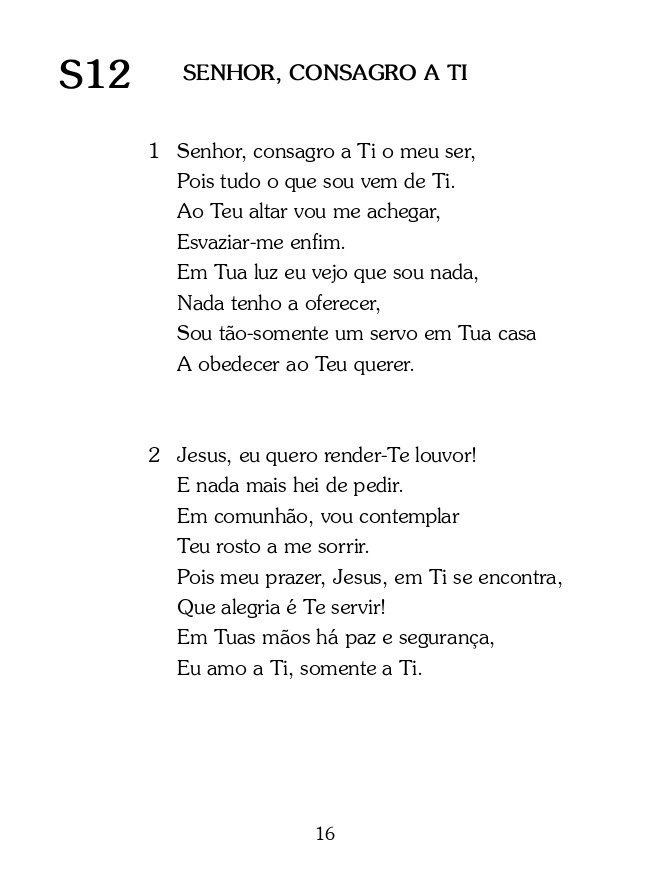 S12 SENHOR, CONSAGRO A TI
1 Senhor, consagro a Ti o meu ser,
Pois tudo o que sou vem de Ti.
Ao Teu altar vou me achegar,
Esvaziar-me enfim.
Em Tua luz eu vejo que sou nada,
Nada tenho a oferecer,
Sou tão-somente um servo em Tua casa
A obedecer ao Teu querer.
2 Jesus, eu quero render-Te louvor!
E nada mais hei de pedir.
Em comunhão, vou contemplar
Teu rosto a me sorrir.
Pois meu prazer, Jesus, em Ti se encontra,
Que alegria é Te servir!
Em Tuas mãos há paz e segurança,
Eu amo a Ti, somente a Ti.
16